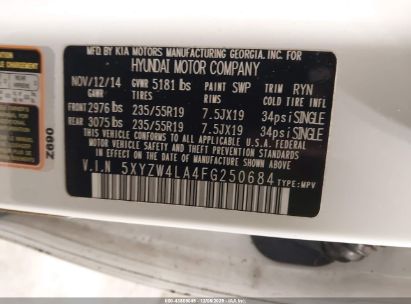 MFD. BY KIA MOTORS MANUFACTURING GEORGIA, INC. FOR
HYUNDAI MOTOR COMPANY
NOV/12/14 GVWR 5181 lbs PAINT SWP TRIM RYN
GAWR TIRES RIMS COLD TIRE INFL
FRONT 2976 lbs 235/55R19 7.5JX19 34psi SINGLE
REAR 3075 lbs 235/55R19 7.5JX19 34psi SINGLE
THIS VEHICLE CONFORMS TO ALL APPLICABLE U.S. FEDERAL
MOTOR VEHICLE SAFETY, BUMPER, AND THEFT PREVENTION
STANDARDS IN EFFECT ON THE DATE OF MANUFACTURE SHOWN ABOVE.
V.I.N 5XYZW4LA4FG250684 TYPE:MPV
Z690